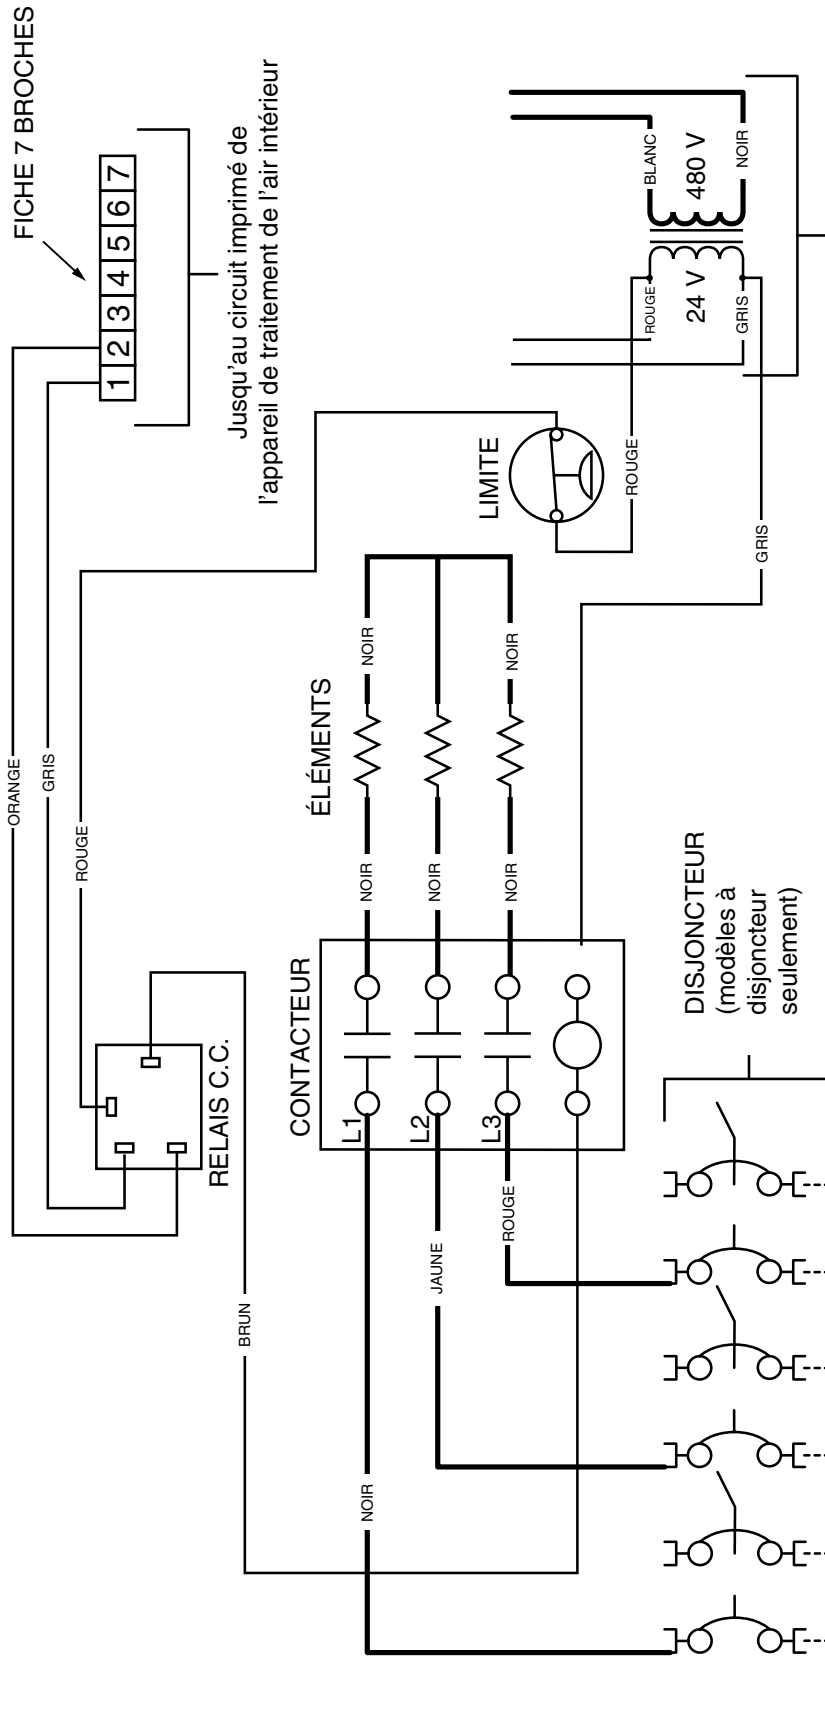 FICHE 7 BROCHES
1 2 3 4 5 6 7
Jusqu'au circuit imprimé de
l'appareil de traitement de l'air intérieur
ORANGE
GRIS
ROUGE
RELAIS C.C.
BRUN
CONTACTEUR
L1
L2
L3
ÉLÉMENTS
NOIR
NOIR
NOIR
NOIR
NOIR
NOIR
JAUNE
ROUGE
LIMITE
ROUGE
GRIS
ROUGE
24 V
GRIS
BLANC
480 V
NOIR
DISJONCTEUR
(modèles à
disjoncteur
seulement)